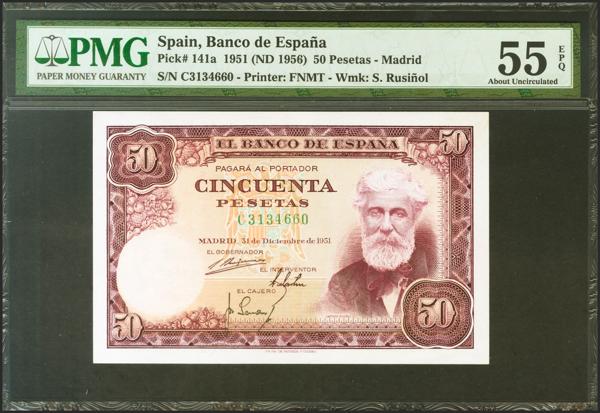 PMG
PAPER MONEY GUARANTY
Spain, Banco de España
Pick# 141a 1951 (ND 1956) 50 Pesetas - Madrid
S/N C3134660 - Printer: FNMT - Wmk: S. Rusiñol
55 EPQ
About Uncirculated
50
50
EL BANCO DE ESPAÑA
PAGARÁ AL PORTADOR
CINCUENTA
PESETAS
C3134660
MADRID, 31 de Diciembre de 1951
EL GOBERNADOR
EL INTERVENTOR
EL CAJERO
50
50